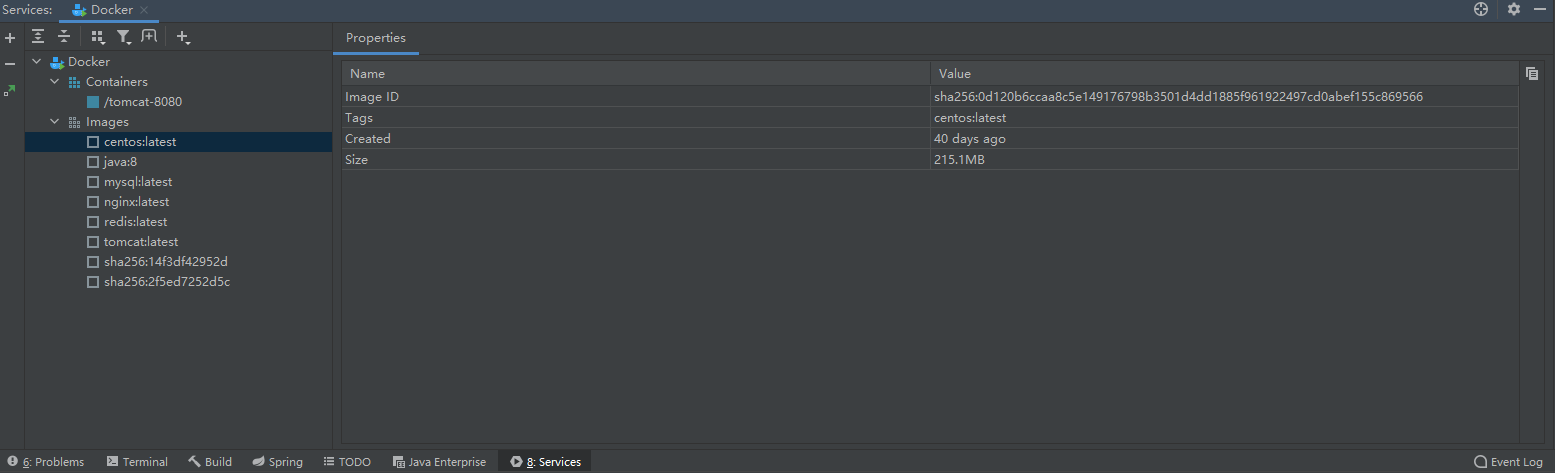 Services: Docker
Properties
Docker
Containers
/tomcat-8080
Images
centos:latest
java:8
mysql:latest
nginx:latest
redis:latest
tomcat:latest
sha256:14f3df42952d
sha256:2f5ed7252d5c
Name Value
Image ID sha256:0d120b6ccaa8c5e149176798b3501d4dd1885f961922497cd0abef155c869566
Tags centos:latest
Created 40 days ago
Size 215.1MB
6: Problems Terminal Build Spring TODO Java Enterprise 8: Services Event Log